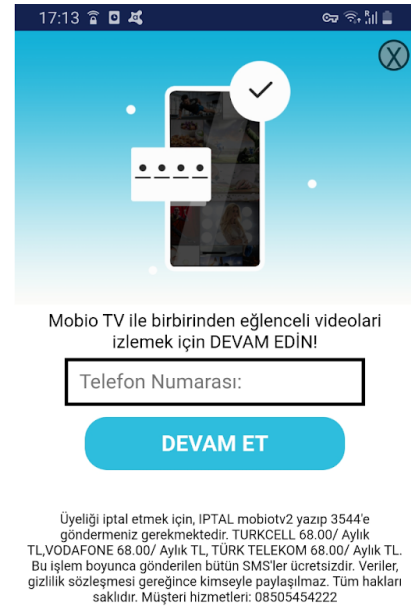 17:13
X
Mobio TV ile birbirinden eğlenceli videolari
izlemek için DEVAM EDİN!
Telefon Numarası:
DEVAM ET
Üyeliği iptal etmek için, IPTAL mobiotv2 yazıp 3544'e
göndermeniz gerekmektedir. TURKCELL 68.00/ Aylık
TL,VODAFONE 68.00/ Aylık TL, TÜRK TELEKOM 68.00/ Aylık TL.
Bu işlem boyunca gönderilen bütün SMS'ler ücretsizdir. Veriler,
gizlilik sözleşmesi gereğince kimseyle paylaşılmaz. Tüm hakları
saklıdır. Müşteri hizmetleri: 08505454222